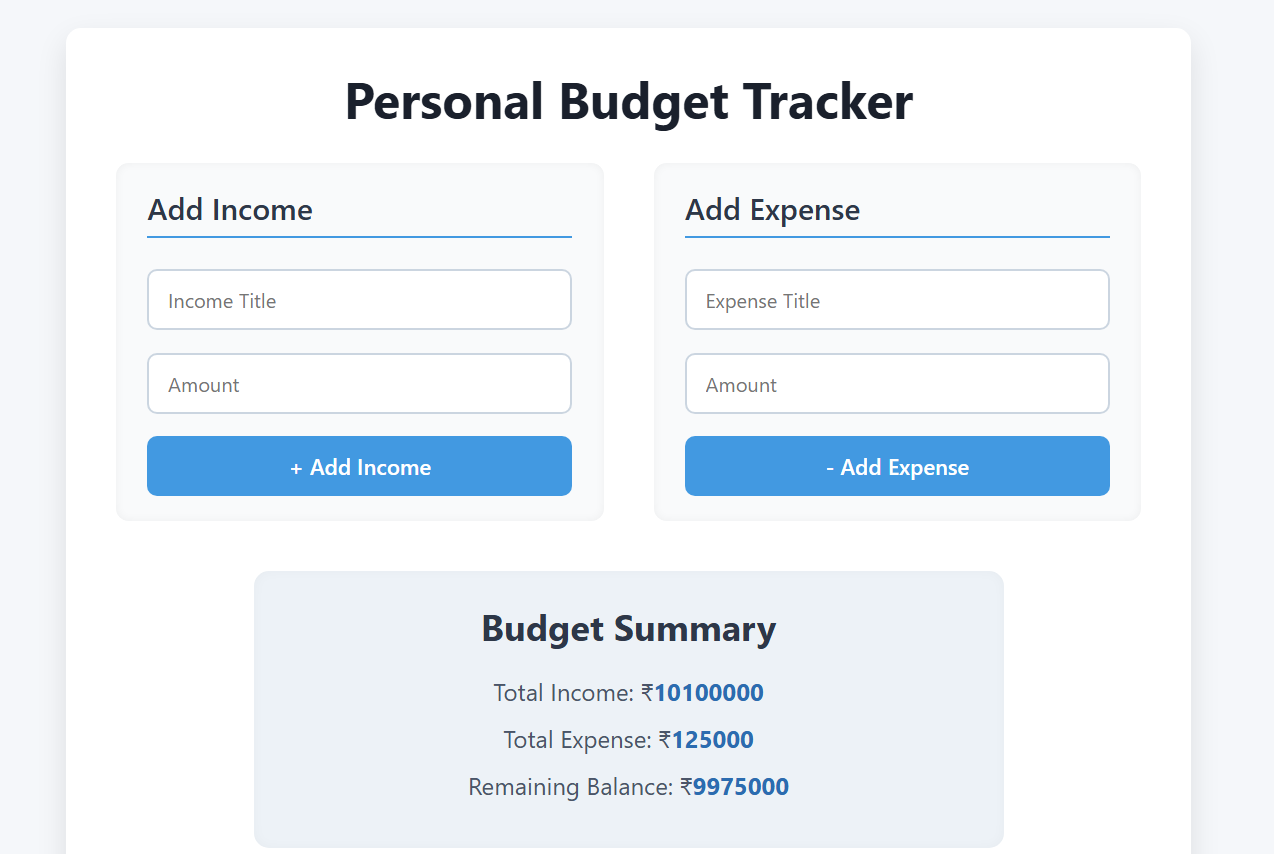 Personal Budget Tracker
Add Income
Income Title
Amount
+ Add Income
Add Expense
Expense Title
Amount
- Add Expense
Budget Summary
Total Income: ₹10100000
Total Expense: ₹125000
Remaining Balance: ₹9975000